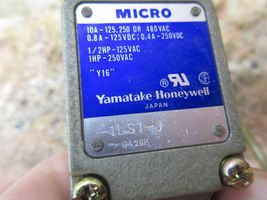 MICRO
10A-125,250 OR 480VAC
0.8A-125VDC; 0.4A-250VDC
1/2HP-125VAC
1HP-250VAC
"Y16"
Yamatake-Honeywell
JAPAN
-1LS1-J